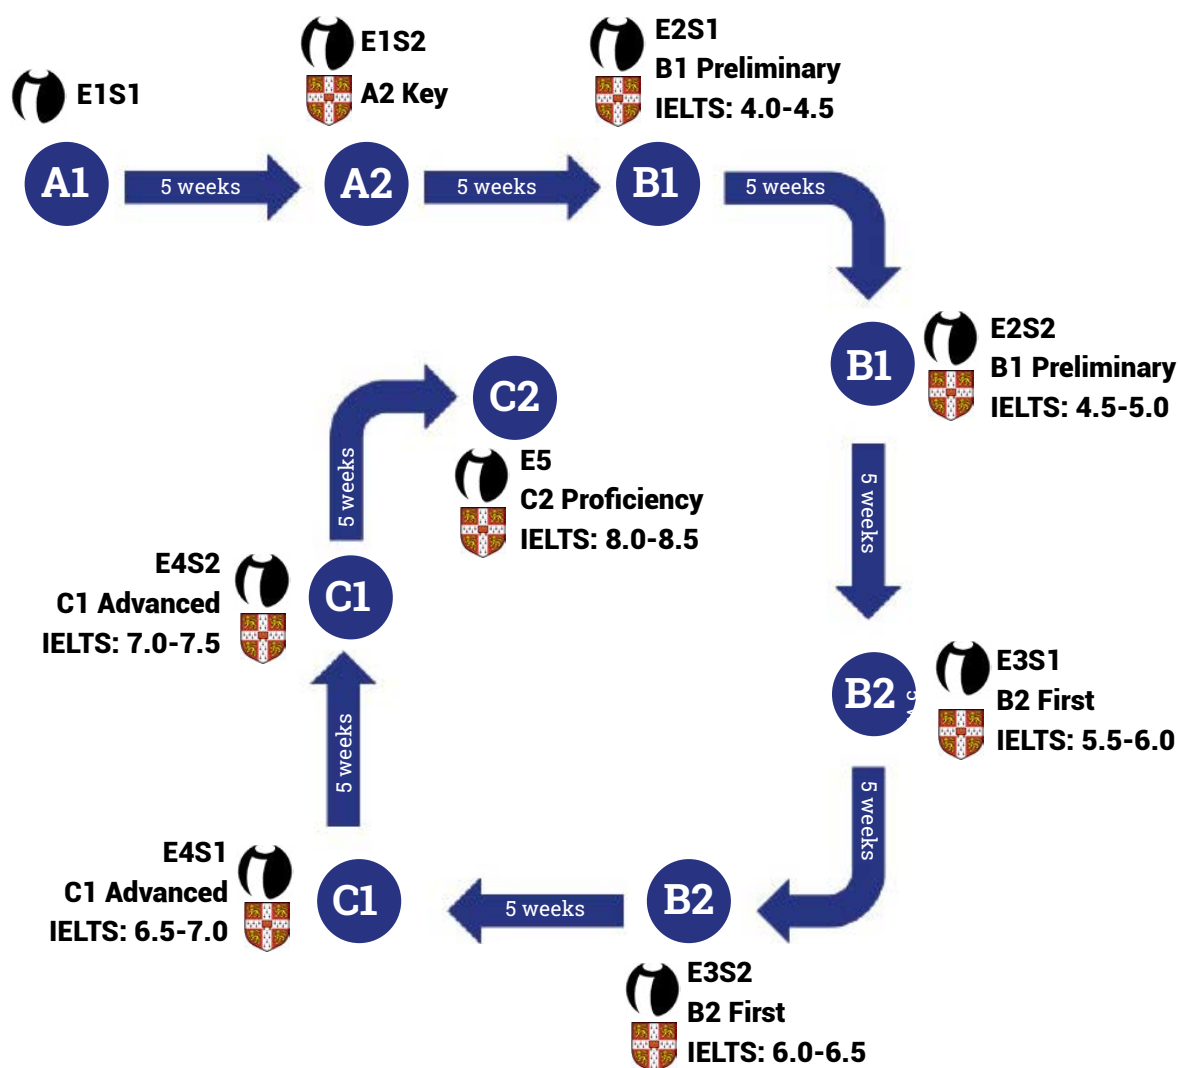 E1S1
A1
5 weeks
E1S2
A2 Key
A2
5 weeks
E2S1
B1 Preliminary
IELTS: 4.0-4.5
B1
5 weeks
E2S2
B1 Preliminary
IELTS: 4.5-5.0
B1
5 weeks
E3S1
B2 First
IELTS: 5.5-6.0
B2
5 weeks
E3S2
B2 First
IELTS: 6.0-6.5
B2
5 weeks
E4S1
C1 Advanced
IELTS: 6.5-7.0
C1
5 weeks
E4S2
C1 Advanced
IELTS: 7.0-7.5
C1
5 weeks
C2
E5
C2 Proficiency
IELTS: 8.0-8.5